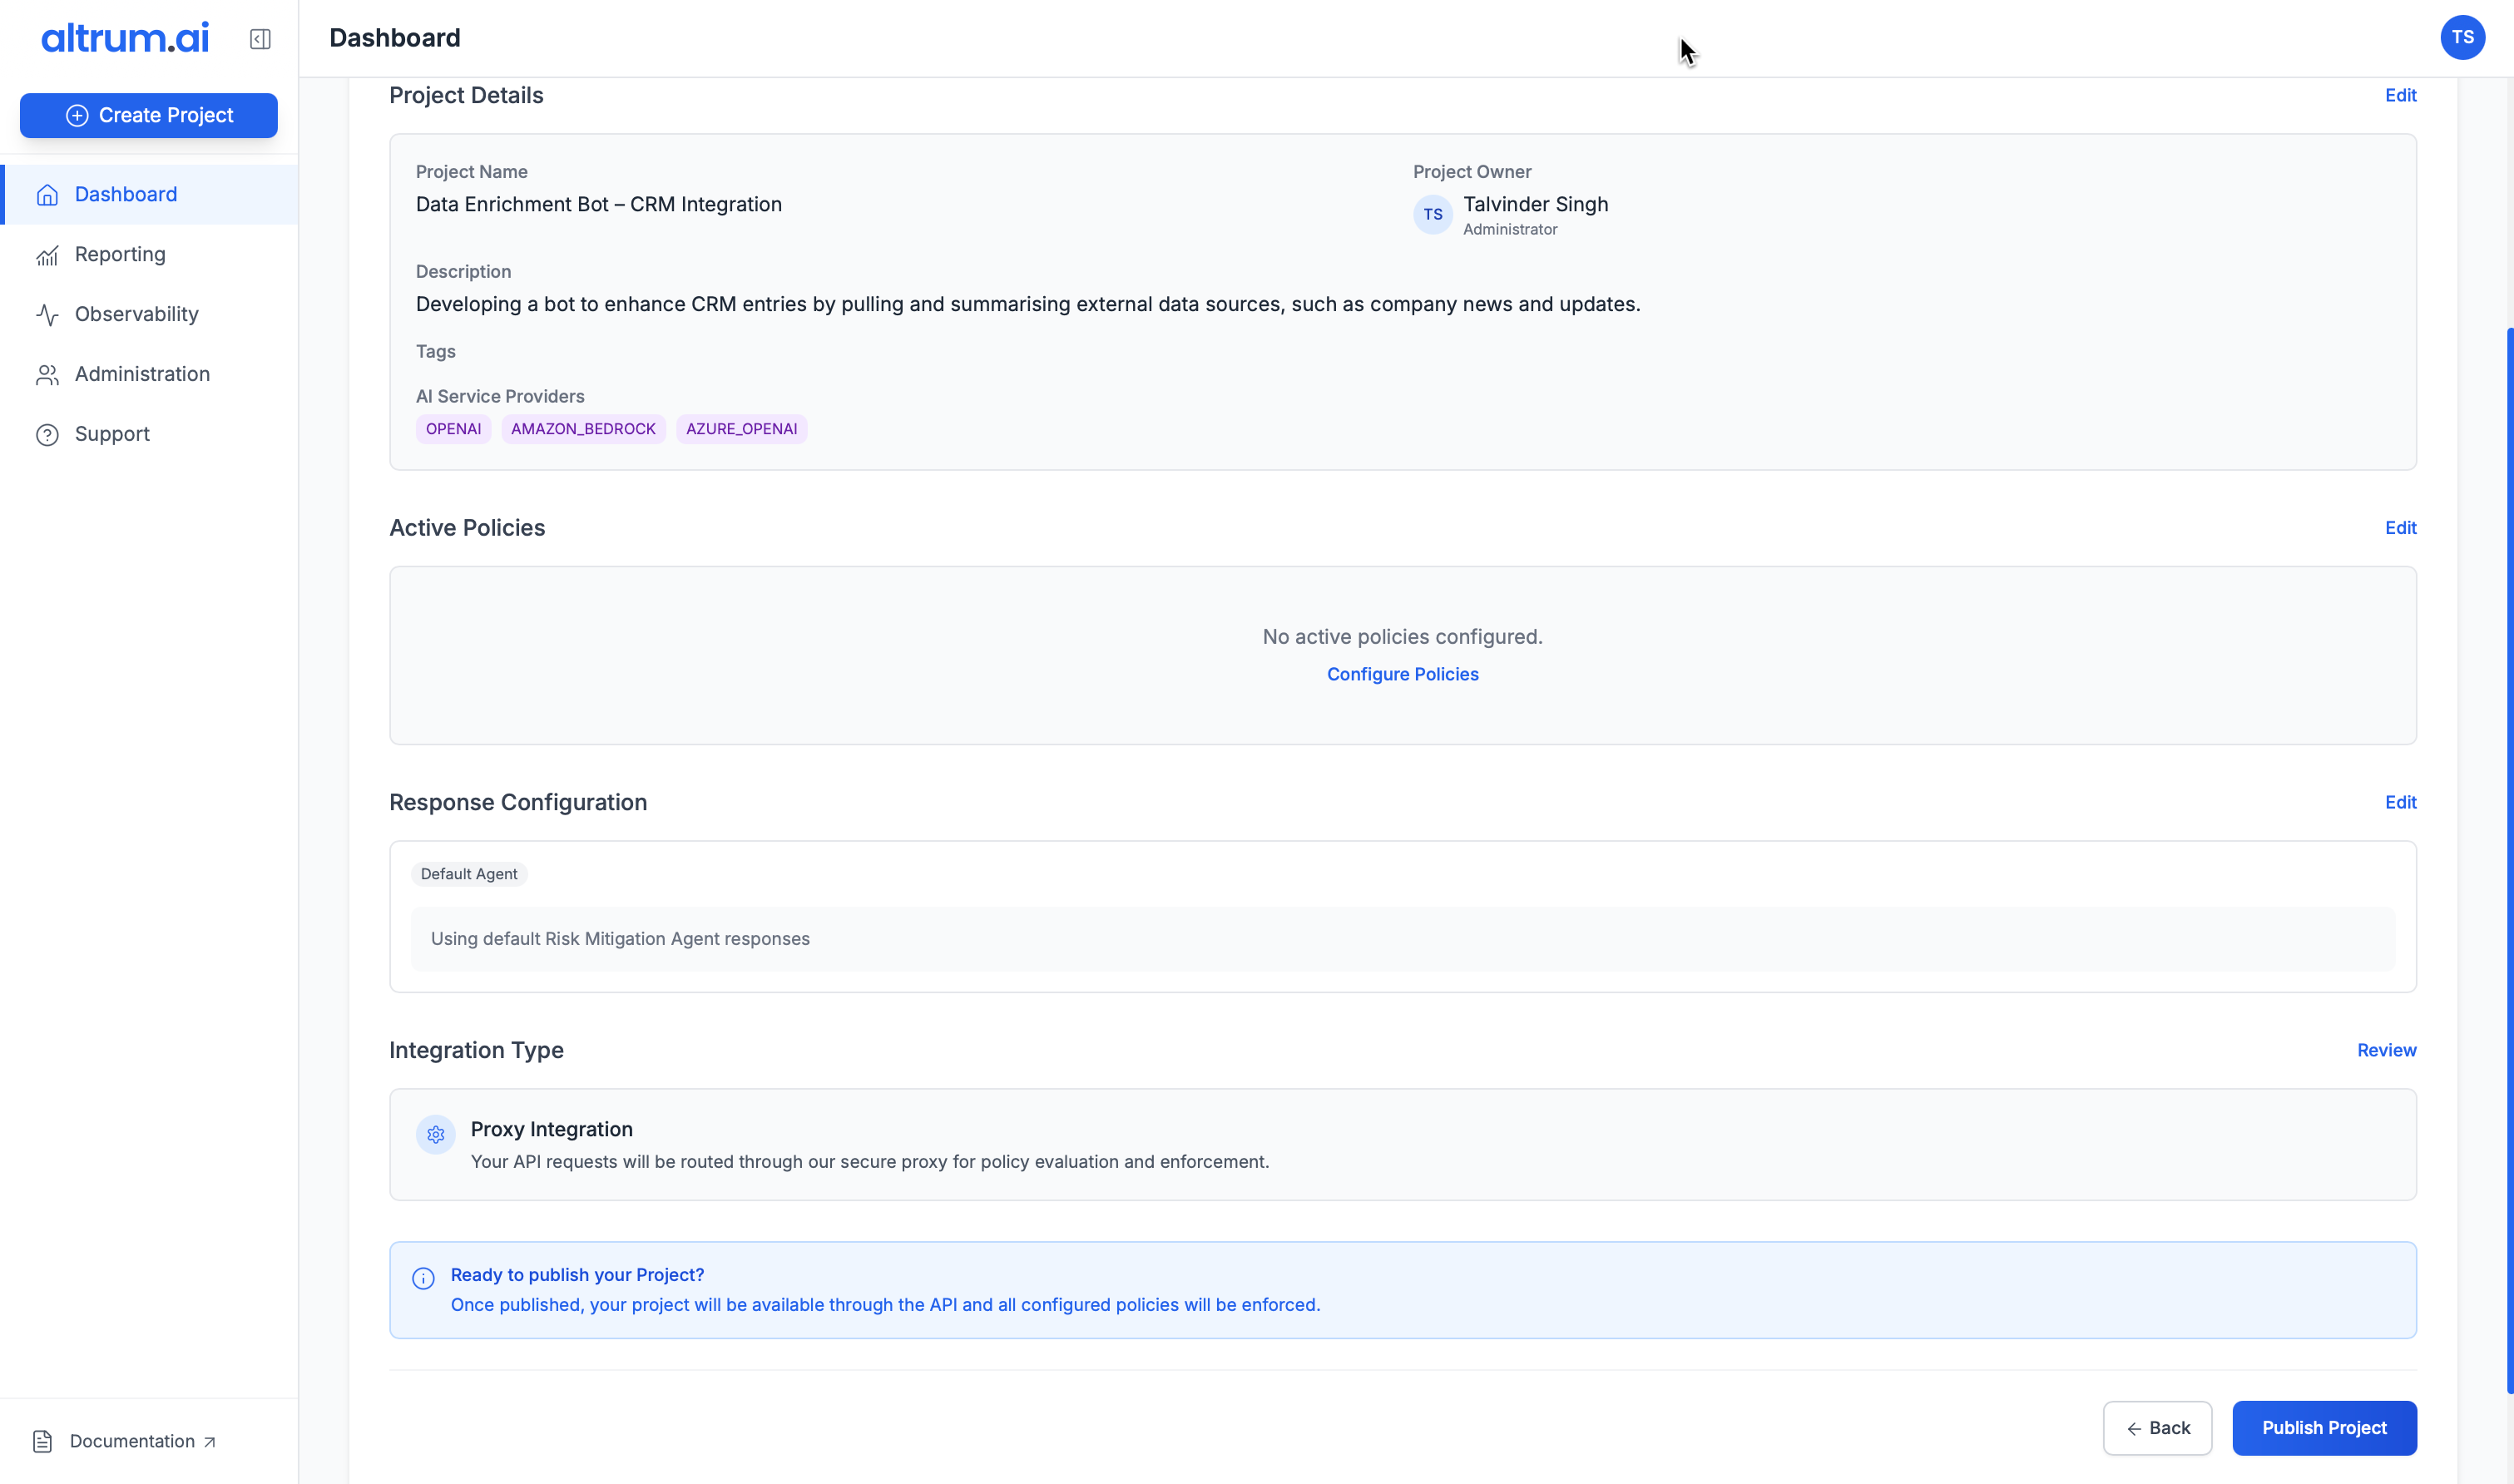 altrum.ai
Create Project
Dashboard
Reporting
Observability
Administration
Support
Documentation
Dashboard
TS
Project Details
Edit
Project Name
Data Enrichment Bot – CRM Integration
Project Owner
TS
Talvinder Singh
Administrator
Description
Developing a bot to enhance CRM entries by pulling and summarising external data sources, such as company news and updates.
Tags
AI Service Providers
OPENAI AMAZON_BEDROCK AZURE_OPENAI
Active Policies
Edit
No active policies configured.
Configure Policies
Response Configuration
Edit
Default Agent
Using default Risk Mitigation Agent responses
Integration Type
Review
Proxy Integration
Your API requests will be routed through our secure proxy for policy evaluation and enforcement.
Ready to publish your Project?
Once published, your project will be available through the API and all configured policies will be enforced.
Back
Publish Project